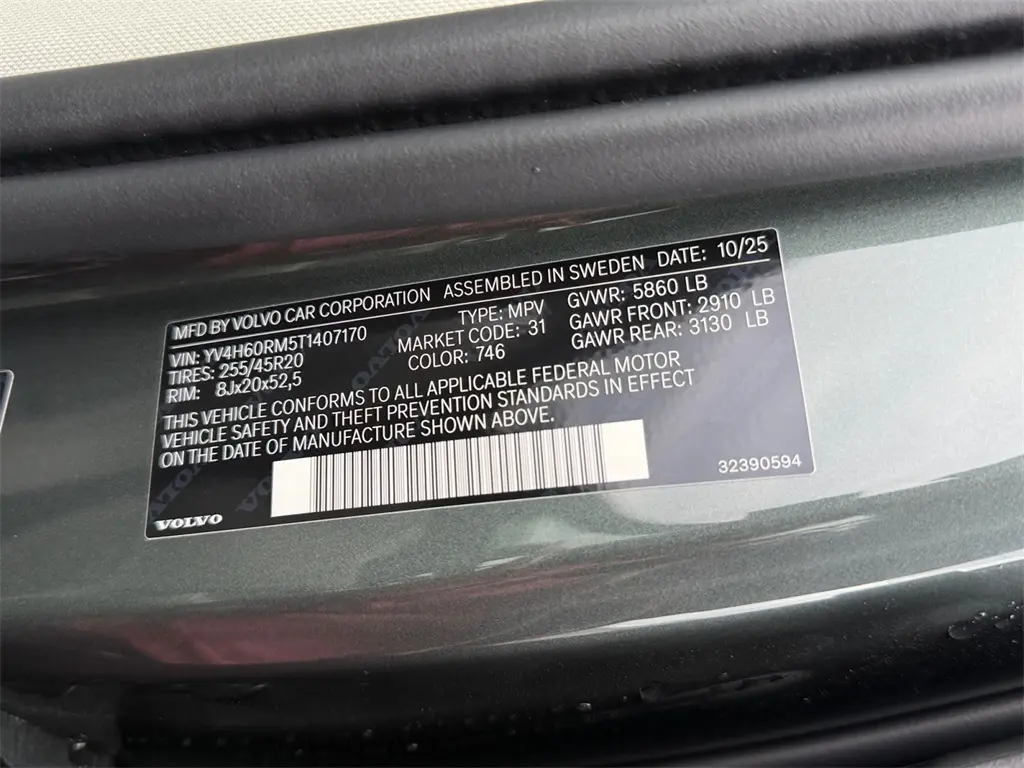 MFD BY VOLVO CAR CORPORATION ASSEMBLED IN SWEDEN DATE: 10/25
VIN: YV4H60RM5T1407170 TYPE: MPV GVWR: 5860 LB
TIRES: 255/45R20 MARKET CODE: 31 GAWR FRONT: 2910 LB
RIM: 8Jx20x52,5 COLOR: 746 GAWR REAR: 3130 LB
THIS VEHICLE CONFORMS TO ALL APPLICABLE FEDERAL MOTOR
VEHICLE SAFETY AND THEFT PREVENTION STANDARDS IN EFFECT
ON THE DATE OF MANUFACTURE SHOWN ABOVE.
VOLVO 32390594